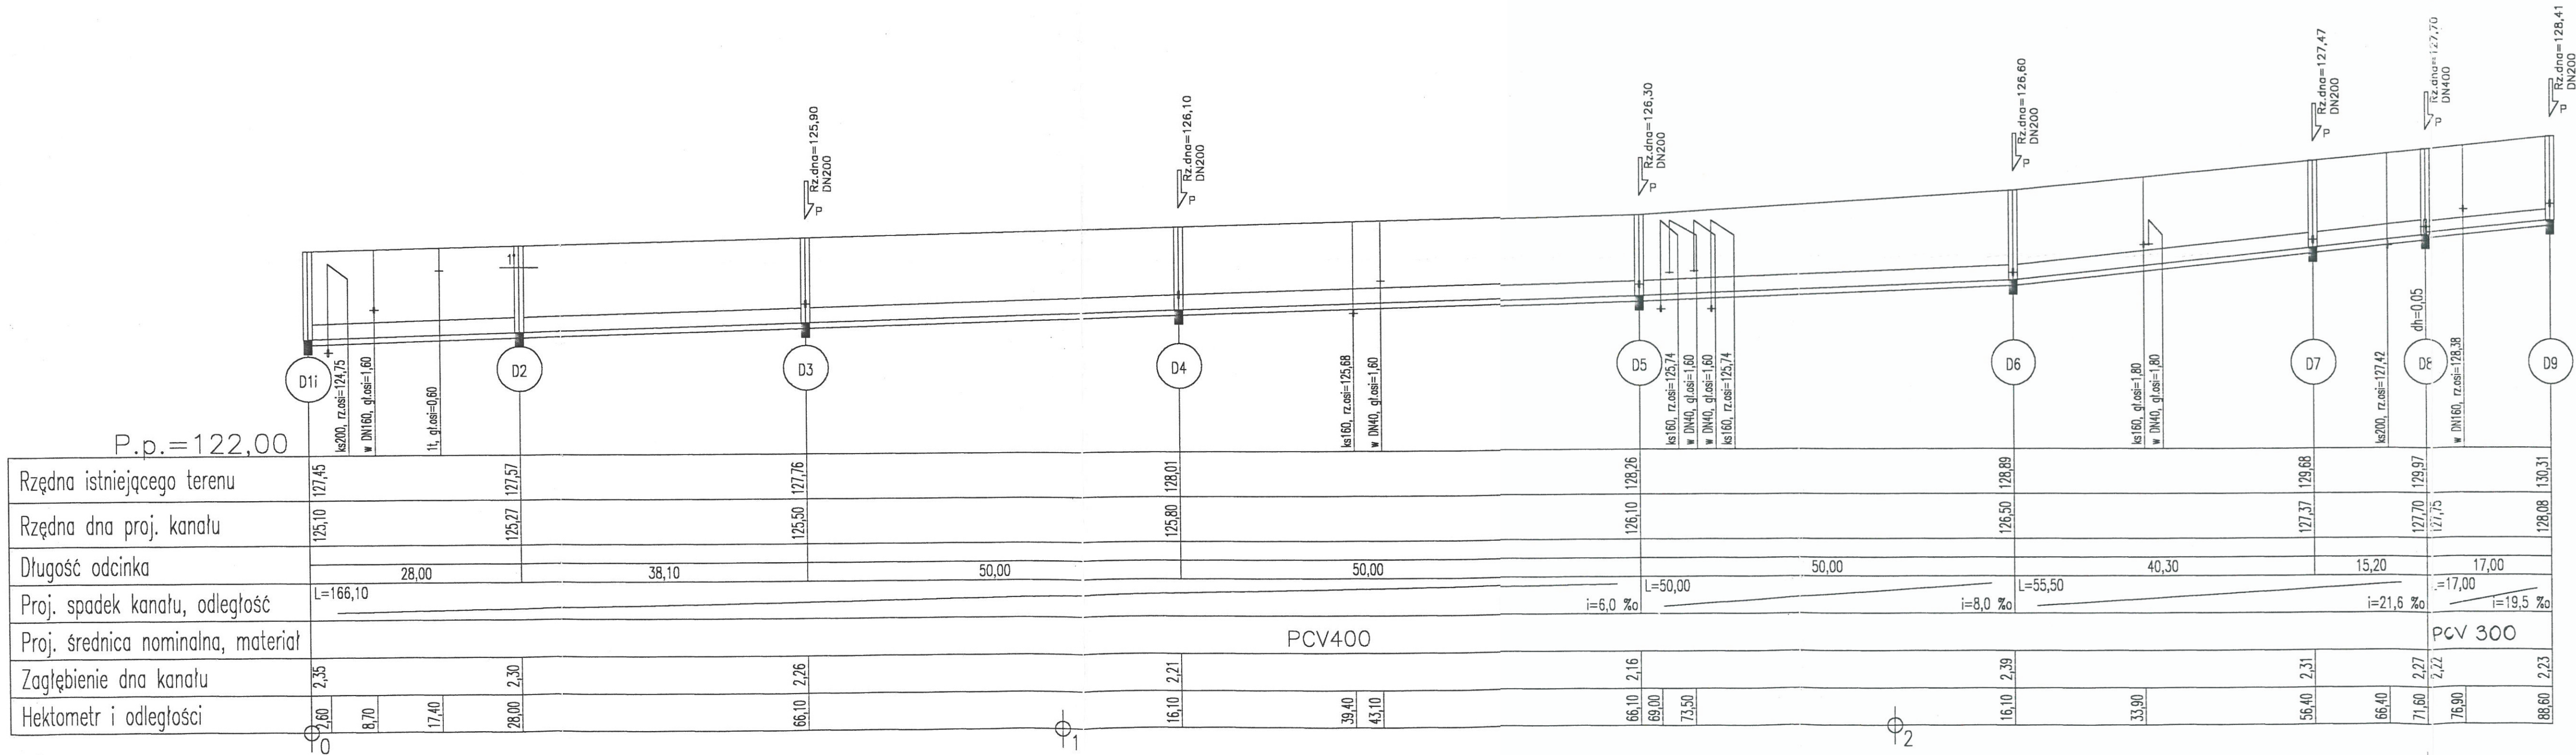 Rz.dna=125,90
DN200
P
Rz.dna=126,10
DN200
P
Rz.dna=126,30
DN200
P
Rz.dna=126,60
DN200
P
Rz.dna=127,47
DN200
P
Rz.dna=127,70
DN400
P
Rz.dna=128,41
DN200
P
D1i
D2
D3
D4
D5
D6
D7
D8
D9
dh=0,05
ks200, rz.osi=124,75
w DN160, gł.osi=1,60
1t, gł.osi=0,60
ks160, rz.osi=125,68
w DN40, gł.osi=1,60
ks160, rz.osi=125,74
w DN40, gł.osi=1,60
w DN40, gł.osi=1,60
ks160, rz.osi=125,74
ks160, gł.osi=1,80
w DN40, gł.osi=1,80
ks200, rz.osi=127,42
w DN160, rz.osi=128,38
P.p.=122,00
Rzędna istniejącego terenu 127,45 127,57 127,76 128,01 128,26 128,89 129,68 129,97 130,31
Rzędna dna proj. kanału 125,10 125,27 125,50 125,80 126,10 126,50 127,37 127,70 127,75 128,08
Długość odcinka 28,00 38,10 50,00 50,00 50,00 40,30 15,20 17,00
Proj. spadek kanału, odległość L=166,10 i=6,0 ‰ L=50,00 i=8,0 ‰ L=55,50 i=21,6 ‰ L=17,00 i=19,5 ‰
Proj. średnica nominalna, materiał PCV400 PCV 300
Zagłębienie dna kanału 2,35 2,30 2,26 2,21 2,16 2,39 2,31 2,27 2,22 2,23
Hektometr i odległości 2,60 8,70 17,40 28,00 66,10 16,10 39,40 43,10 66,10 69,00 73,50 16,10 33,90 56,40 66,40 71,60 76,90 88,60
0 1 2